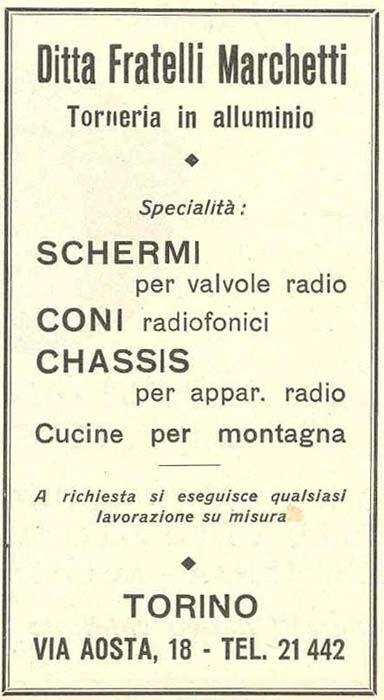 Ditta Fratelli Marchetti
Torneria in alluminio
Specialità :
SCHERMI
per valvole radio
CONI radiofonici
CHASSIS
per appar. radio
Cucine per montagna
A richiesta si eseguisce qualsiasi
lavorazione su misura
TORINO
VIA AOSTA, 18 - TEL. 21 442